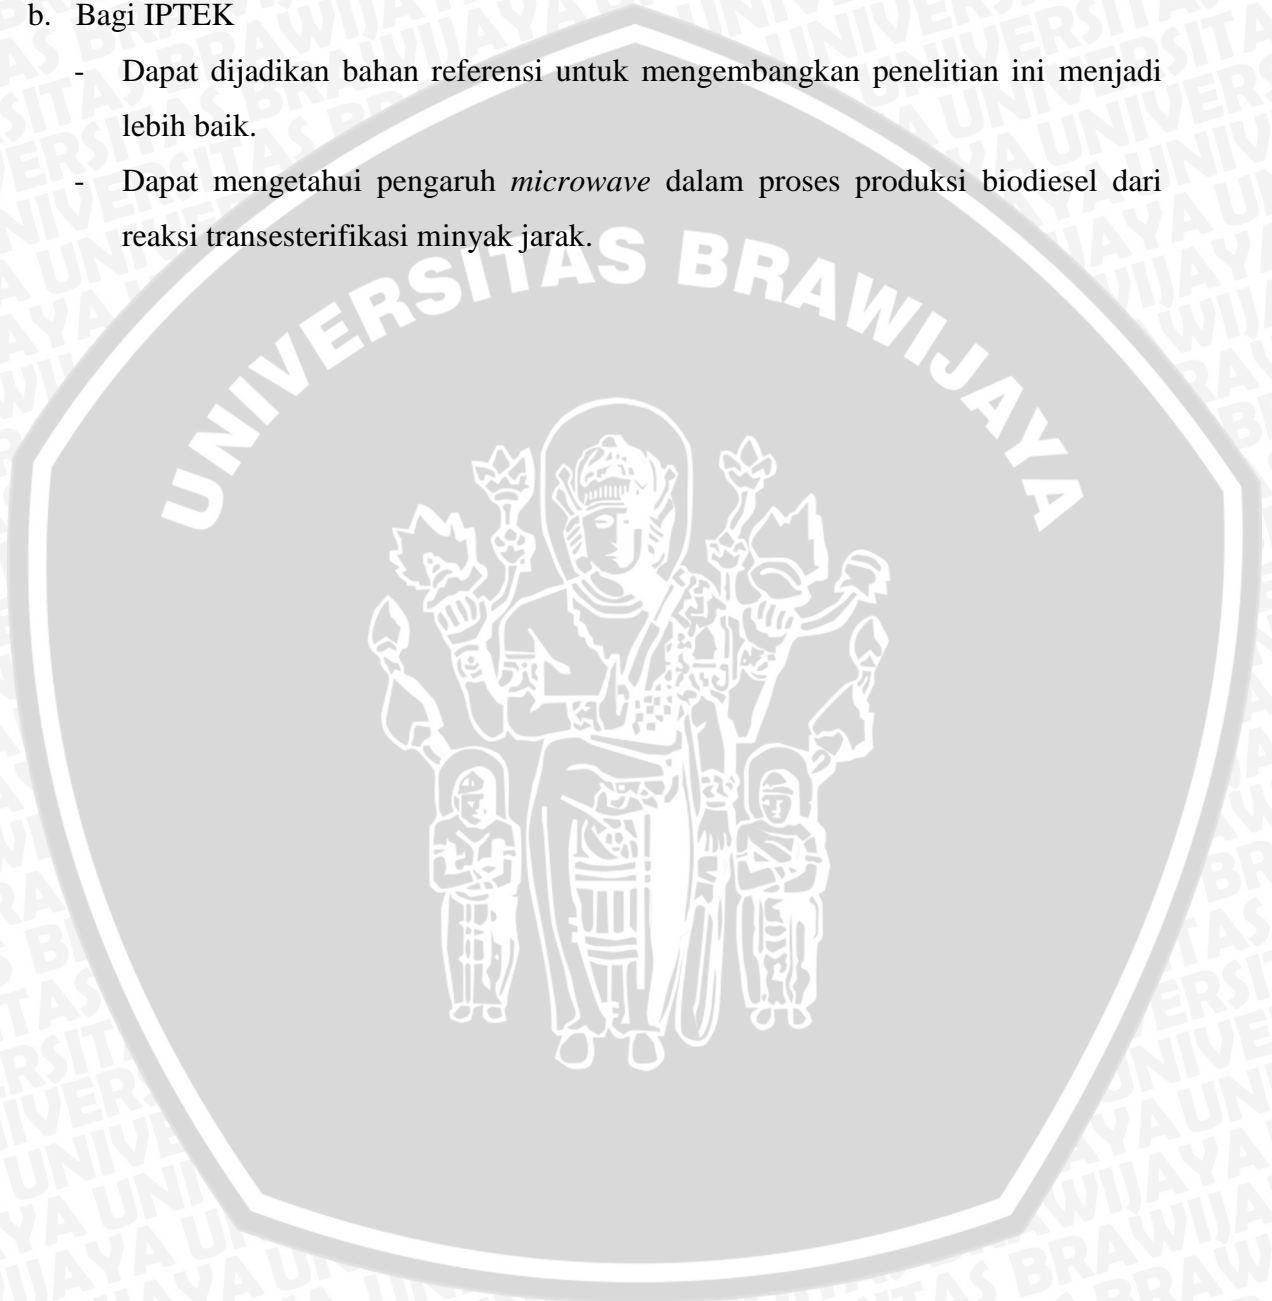 b. Bagi IPTEK
- Dapat dijadikan bahan referensi untuk mengembangkan penelitian ini menjadi
lebih baik.
- Dapat mengetahui pengaruh microwave dalam proses produksi biodiesel dari
reaksi transesterifikasi minyak jarak.
UNIVERSITAS BRAWIJAYA